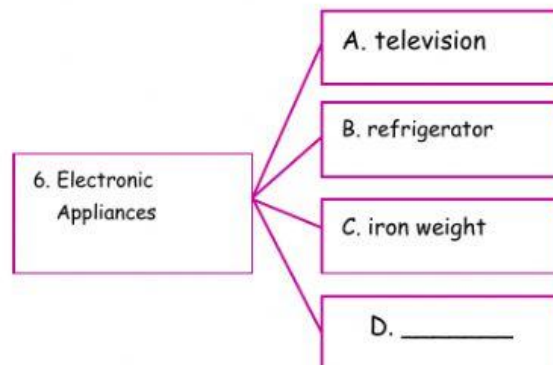 6. Electronic
Appliances
A. television
B. refrigerator
C. iron weight
D. ________